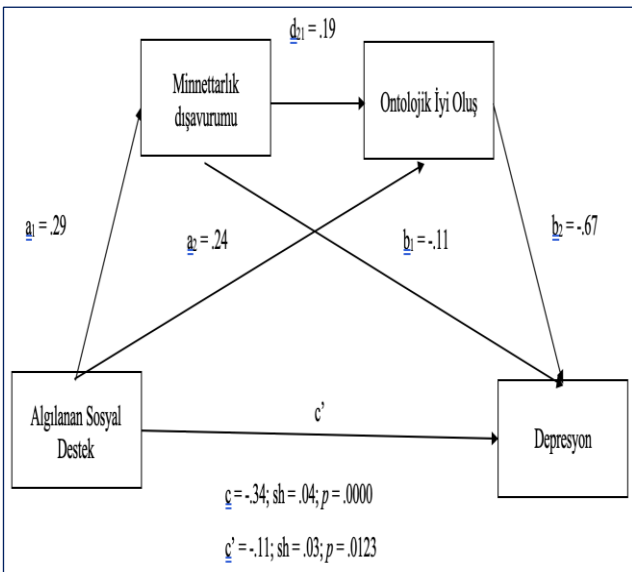 d21 = .19
Minnettarlık
dışavurumu
Ontolojik İyi Oluş
a1 = .29
a2 = .24
b1 = -.11
b2 = -.67
Algılanan Sosyal
Destek
c’
Depresyon
c = -.34; sh = .04; p = .0000
c’ = -.11; sh = .03; p = .0123